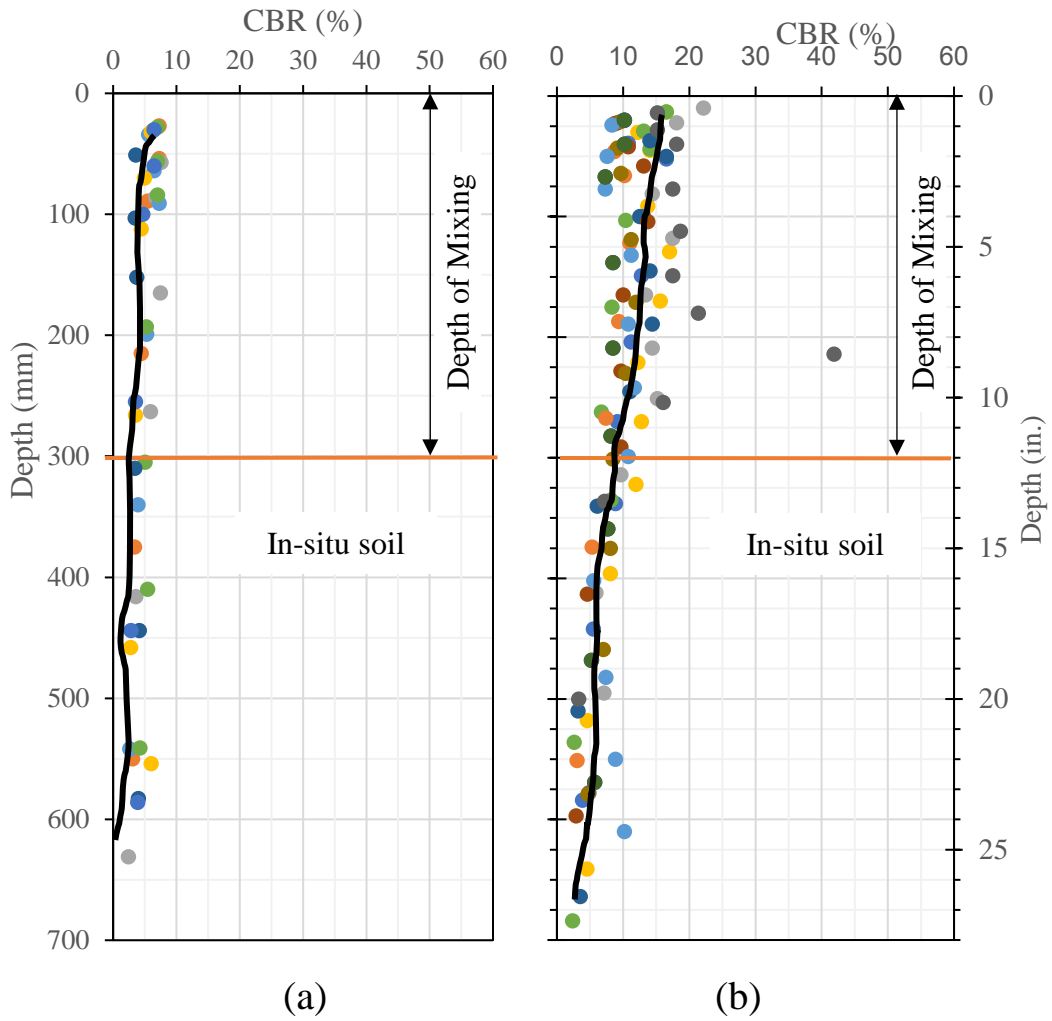 CBR (%)
0 10 20 30 40 50 60
0
100
200
300
400
500
600
700
Depth (mm)
Depth of Mixing
In-situ soil
(a)
CBR (%)
0 10 20 30 40 50 60
0
5
10
15
20
25
Depth (in.)
Depth of Mixing
In-situ soil
(b)